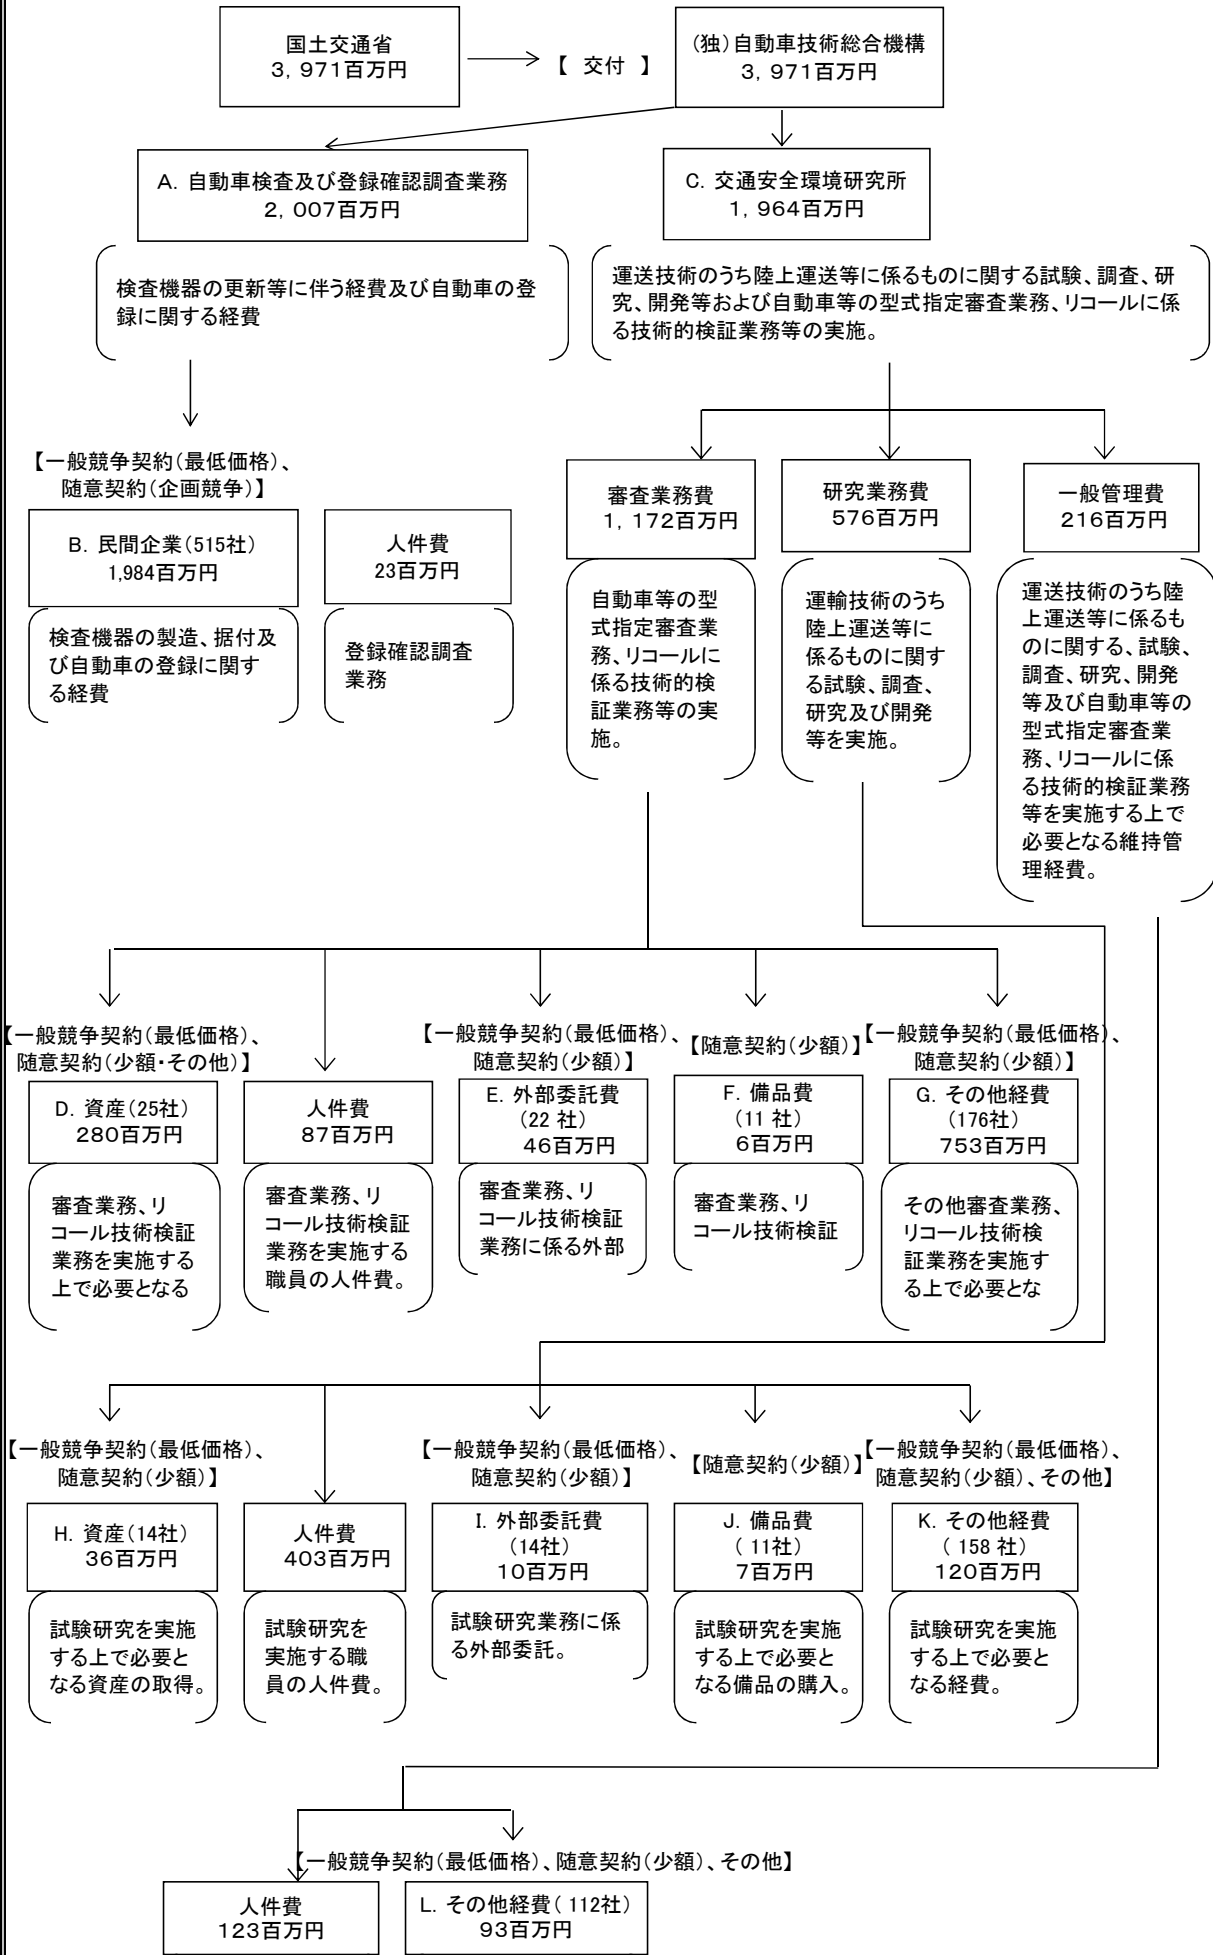 国土交通省
3,971百万円
【 交付 】
(独)自動車技術総合機構
3,971百万円
A. 自動車検査及び登録確認調査業務
2,007百万円
C. 交通安全環境研究所
1,964百万円
検査機器の更新等に伴う経費及び自動車の登
録に関する経費
運送技術のうち陸上運送等に係るものに関する試験、調査、研
究、開発等および自動車等の型式指定審査業務、リコールに係
る技術的検証業務等の実施。
【一般競争契約(最低価格)、
随意契約(企画競争)】
B. 民間企業(515社)
1,984百万円
人件費
23百万円
検査機器の製造、据付及
び自動車の登録に関す
る経費
登録確認調査
業務
審査業務費
1,172百万円
研究業務費
576百万円
一般管理費
216百万円
自動車等の型
式指定審査業
務、リコールに
係る技術的検
証業務等の実
施。
運輸技術のうち
陸上運送等に
係るものに関す
る試験、調査、
研究及び開発
等を実施。
運送技術のうち陸
上運送等に係るも
のに関する、試験、
調査、研究、開発
等及び自動車等の
型式指定審査業
務、リコールに係
る技術的検証業務
等を実施する上で
必要となる維持管
理経費。
【一般競争契約(最低価格)、
随意契約(少額・その他)】
D. 資産(25社)
280百万円
審査業務、リ
コール技術検証
業務を実施する
上で必要となる
人件費
87百万円
審査業務、リ
コール技術検証
業務を実施する
職員の人件費。
【一般競争契約(最低価格)、
随意契約(少額)】
E. 外部委託費
(22 社)
46百万円
審査業務、リ
コール技術検証
業務に係る外部
【随意契約(少額)】
F. 備品費
(11 社)
6百万円
審査業務、リ
コール技術検証
【一般競争契約(最低価格)、
随意契約(少額)】
G. その他経費
(176社)
753百万円
その他審査業務、
リコール技術検
証業務を実施す
る上で必要とな
【一般競争契約(最低価格)、
随意契約(少額)】
H. 資産(14社)
36百万円
試験研究を実施
する上で必要と
なる資産の取得。
人件費
403百万円
試験研究を
実施する職
員の人件費。
【一般競争契約(最低価格)、
随意契約(少額)】
I. 外部委託費
(14社)
10百万円
試験研究業務に係
る外部委託。
【随意契約(少額)】
J. 備品費
( 11社)
7百万円
試験研究を実施
する上で必要と
なる備品の購入。
【一般競争契約(最低価格)、
随意契約(少額)、その他】
K. その他経費
( 158 社)
120百万円
試験研究を実施
する上で必要と
なる経費。
【一般競争契約(最低価格)、随意契約(少額)、その他】
人件費
123百万円
L. その他経費( 112社)
93百万円